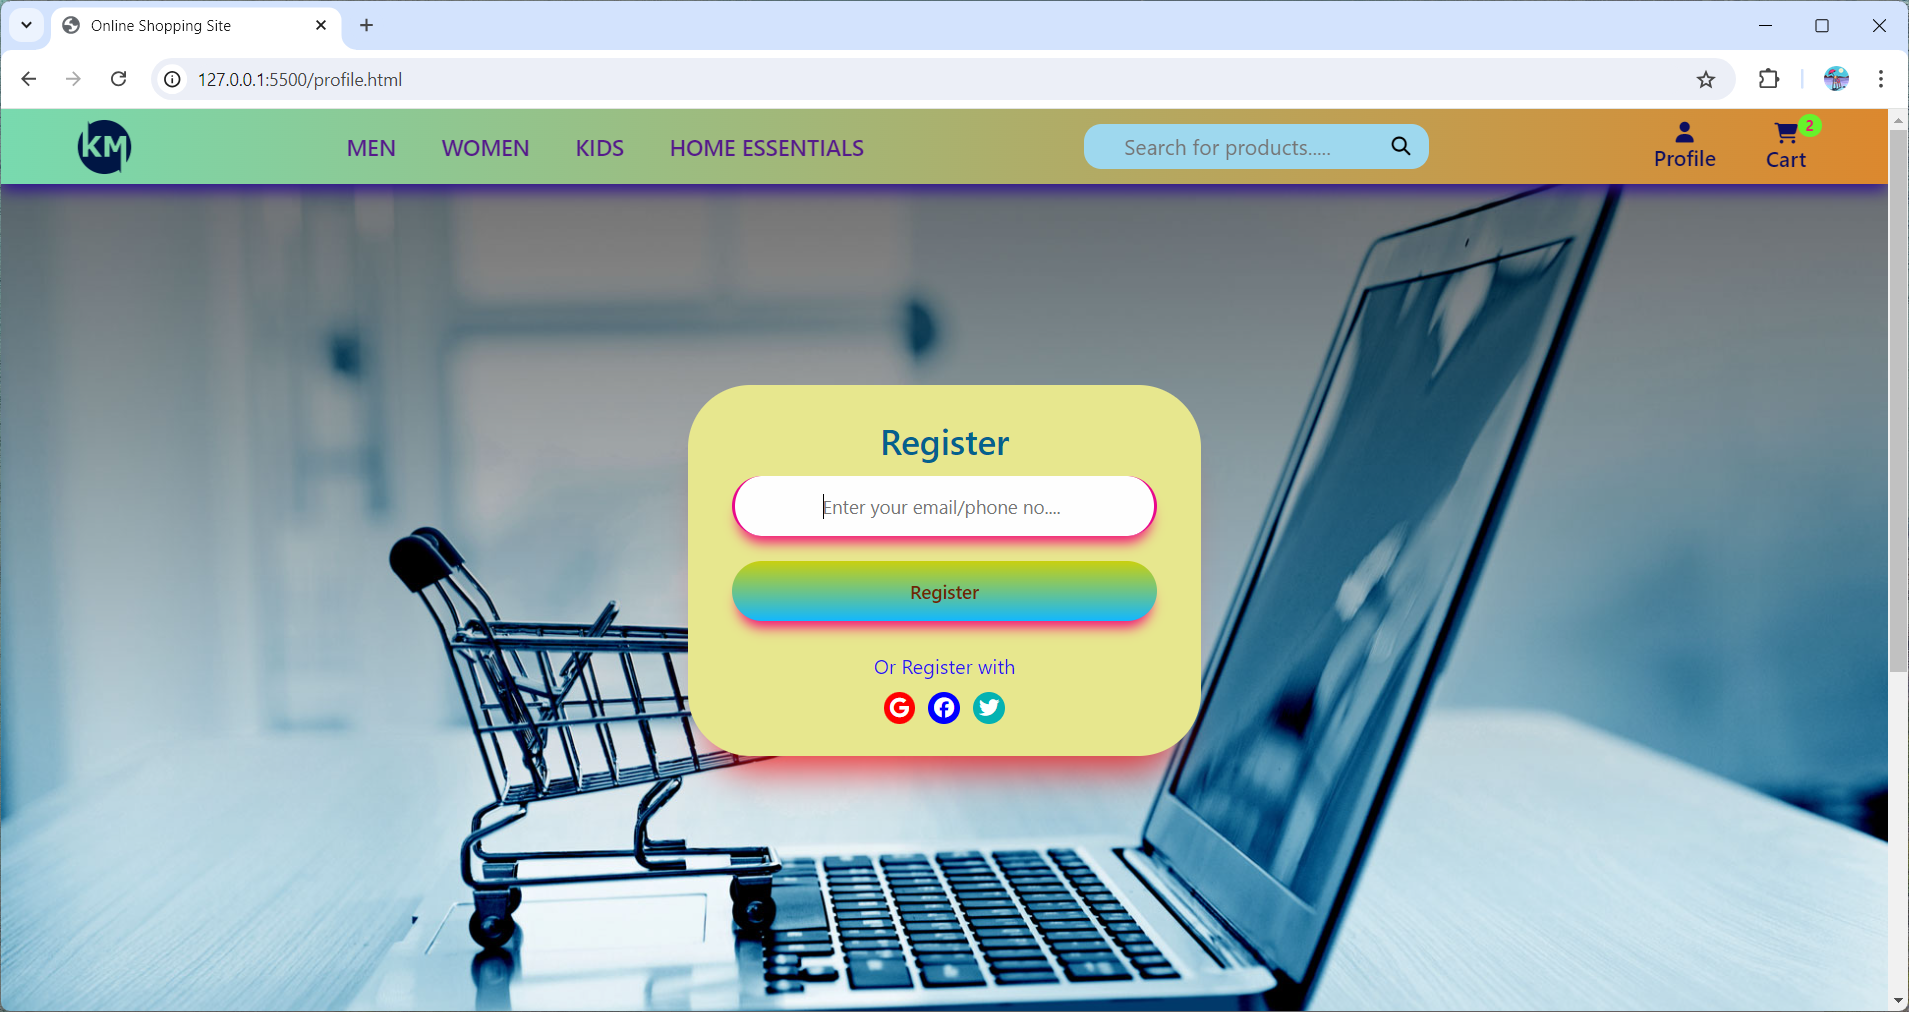 Online Shopping Site
127.0.0.1:5500/profile.html
KM
MEN WOMEN KIDS HOME ESSENTIALS
Search for products.....
Profile
2
Cart
Register
Enter your email/phone no....
Register
Or Register with